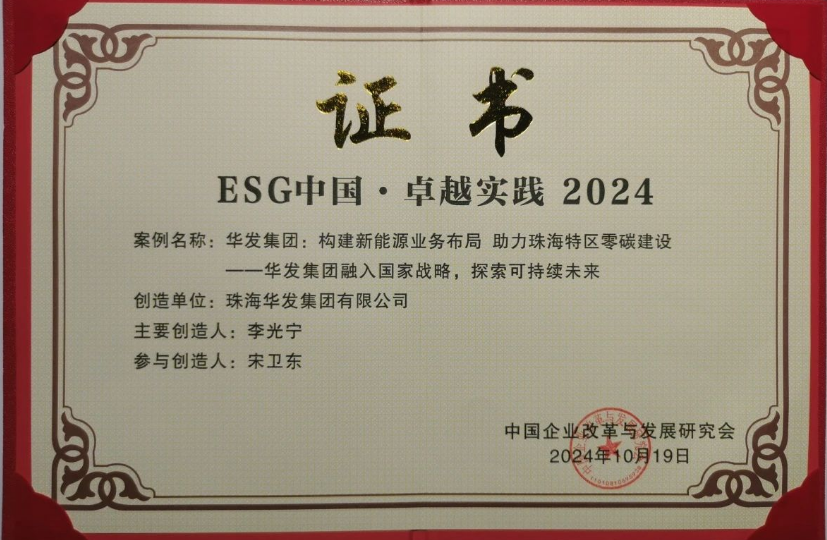 证书
ESG中国·卓越实践 2024
案例名称：华发集团：构建新能源业务布局 助力珠海特区零碳建设
——华发集团融入国家战略，探索可持续未来
创造单位：珠海华发集团有限公司
主要创造人：李光宁
参与创造人：宋卫东
中国企业改革与发展研究会
2024年10月19日